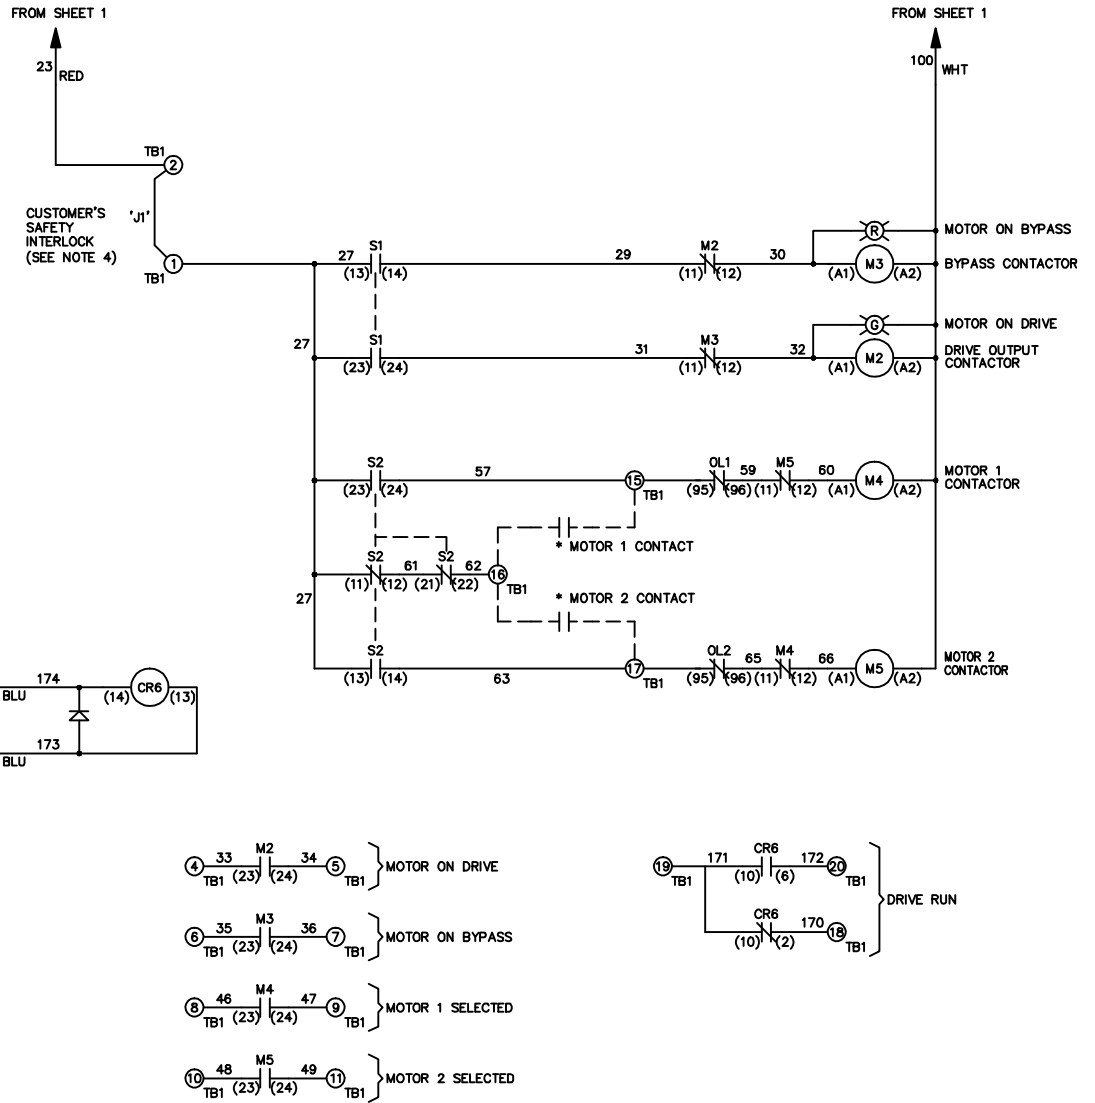 FROM SHEET 1
FROM SHEET 1
23
RED
100
WHT
TB1
2
CUSTOMER'S
SAFETY
INTERLOCK
(SEE NOTE 4)
'J1'
1
TB1
27
S1
(13)
(14)
29
M2
(11)
(12)
30
R
MOTOR ON BYPASS
(A1)
M3
(A2)
BYPASS CONTACTOR
27
S1
(23)
(24)
31
M3
(11)
(12)
32
G
MOTOR ON DRIVE
(A1)
M2
(A2)
DRIVE OUTPUT
CONTACTOR
S2
(23)
(24)
57
15
TB1
OL1
(95)
(96)
59
M5
(11)
(12)
60
(A1)
M4
(A2)
MOTOR 1
CONTACTOR
* MOTOR 1 CONTACT
S2
(11)
(12)
61
S2
(21)
(22)
62
16
TB1
* MOTOR 2 CONTACT
27
S2
(13)
(14)
63
17
TB1
OL2
(95)
(96)
65
M4
(11)
(12)
66
(A1)
M5
(A2)
MOTOR 2
CONTACTOR
174
BLU
(14)
CR6
(13)
173
BLU
4
TB1
33
M2
(23)
(24)
34
5
TB1
MOTOR ON DRIVE
6
TB1
35
M3
(23)
(24)
36
7
TB1
MOTOR ON BYPASS
8
TB1
46
M4
(23)
(24)
47
9
TB1
MOTOR 1 SELECTED
10
TB1
48
M5
(23)
(24)
49
11
TB1
MOTOR 2 SELECTED
19
TB1
171
CR6
(10)
(6)
172
20
TB1
DRIVE RUN
CR6
(10)
(2)
170
18
TB1